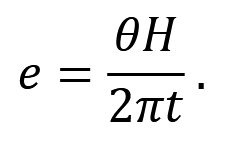 e = θH / 2πt .